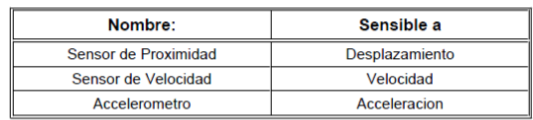 Nombre: Sensible a
Sensor de Proximidad Desplazamiento
Sensor de Velocidad Velocidad
Accelerometro Acceleracion